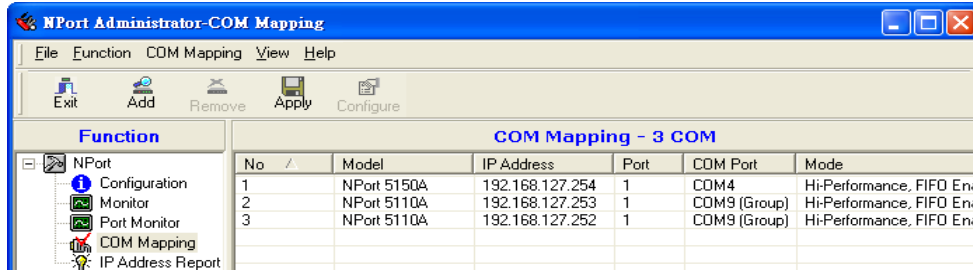 NPort Administrator-COM Mapping
File Function COM Mapping View Help
Exit Add Remove Apply Configure
Function
COM Mapping - 3 COM
NPort
Configuration
Monitor
Port Monitor
COM Mapping
IP Address Report
No Model IP Address Port COM Port Mode
1 NPort 5150A 192.168.127.254 1 COM4 Hi-Performance, FIFO Ena
2 NPort 5110A 192.168.127.253 1 COM9 (Group) Hi-Performance, FIFO En
3 NPort 5110A 192.168.127.252 1 COM9 (Group) Hi-Performance, FIFO En